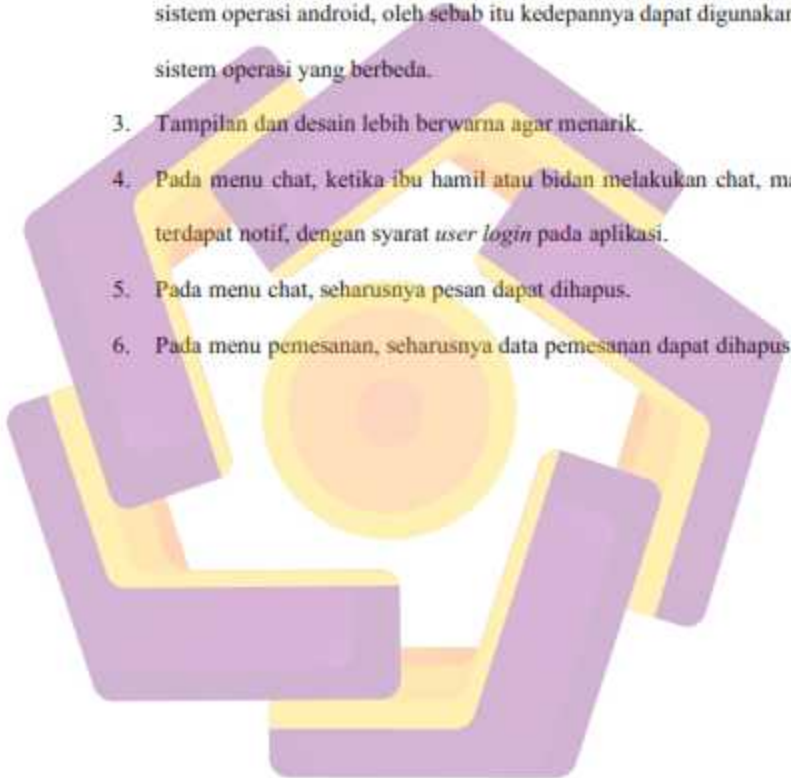 sistem operasi android, oleh sebab itu kedepannya dapat digunakan
sistem operasi yang berbeda.
3. Tampilan dan desain lebih berwarna agar menarik.
4. Pada menu chat, ketika ibu hamil atau bidan melakukan chat,
terdapat notif, dengan syarat user login pada aplikasi.
5. Pada menu chat, seharusnya pesan dapat dihapus.
6. Pada menu pemesanan, seharusnya data pemesanan dapat dihapus